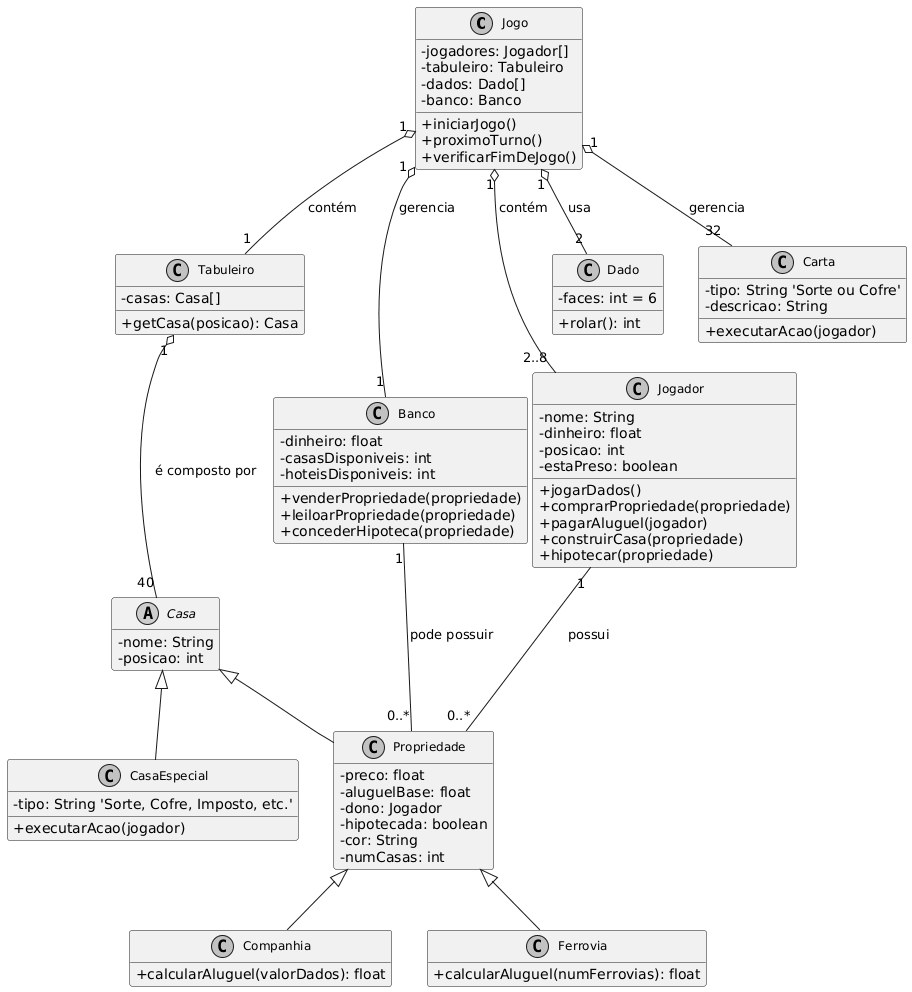 C Jogo
-jogadores: Jogador[]
-tabuleiro: Tabuleiro
-dados: Dado[]
-banco: Banco
+iniciarJogo()
+proximoTurno()
+verificarFimDeJogo()
1
1
1
1
1
contém
gerencia
contém
usa
gerencia
1
2
32
C Tabuleiro
-casas: Casa[]
+getCasa(posicao): Casa
C Dado
-faces: int = 6
+rolar(): int
C Carta
-tipo: String 'Sorte ou Cofre'
-descricao: String
+executarAcao(jogador)
1
1
2..8
C Banco
-dinheiro: float
-casasDisponiveis: int
-hoteisDisponiveis: int
+venderPropriedade(propriedade)
+leiloarPropriedade(propriedade)
+concederHipoteca(propriedade)
C Jogador
-nome: String
-dinheiro: float
-posicao: int
-estaPreso: boolean
+jogarDados()
+comprarPropriedade(propriedade)
+pagarAluguel(jogador)
+construirCasa(propriedade)
+hipotecar(propriedade)
é composto por
1
1
40
A Casa
-nome: String
-posicao: int
pode possuir
possui
0..*
0..*
C CasaEspecial
-tipo: String 'Sorte, Cofre, Imposto, etc.'
+executarAcao(jogador)
C Propriedade
-preco: float
-aluguelBase: float
-dono: Jogador
-hipotecada: boolean
-cor: String
-numCasas: int
C Companhia
+calcularAluguel(valorDados): float
C Ferrovia
+calcularAluguel(numFerrovias): float